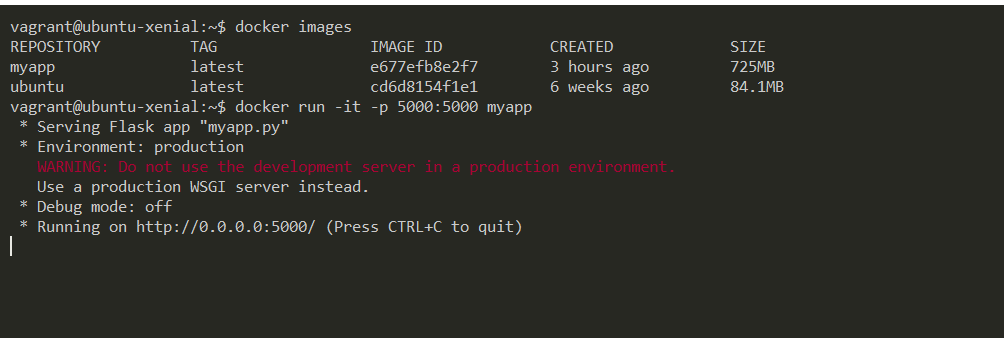 vagrant@ubuntu-xenial:~$ docker images
REPOSITORY          TAG                 IMAGE ID            CREATED             SIZE
myapp               latest              e677efb8e2f7        3 hours ago         725MB
ubuntu              latest              cd6d8154f1e1        6 weeks ago         84.1MB
vagrant@ubuntu-xenial:~$ docker run -it -p 5000:5000 myapp
 * Serving Flask app "myapp.py"
 * Environment: production
   WARNING: Do not use the development server in a production environment.
   Use a production WSGI server instead.
 * Debug mode: off
 * Running on http://0.0.0.0:5000/ (Press CTRL+C to quit)